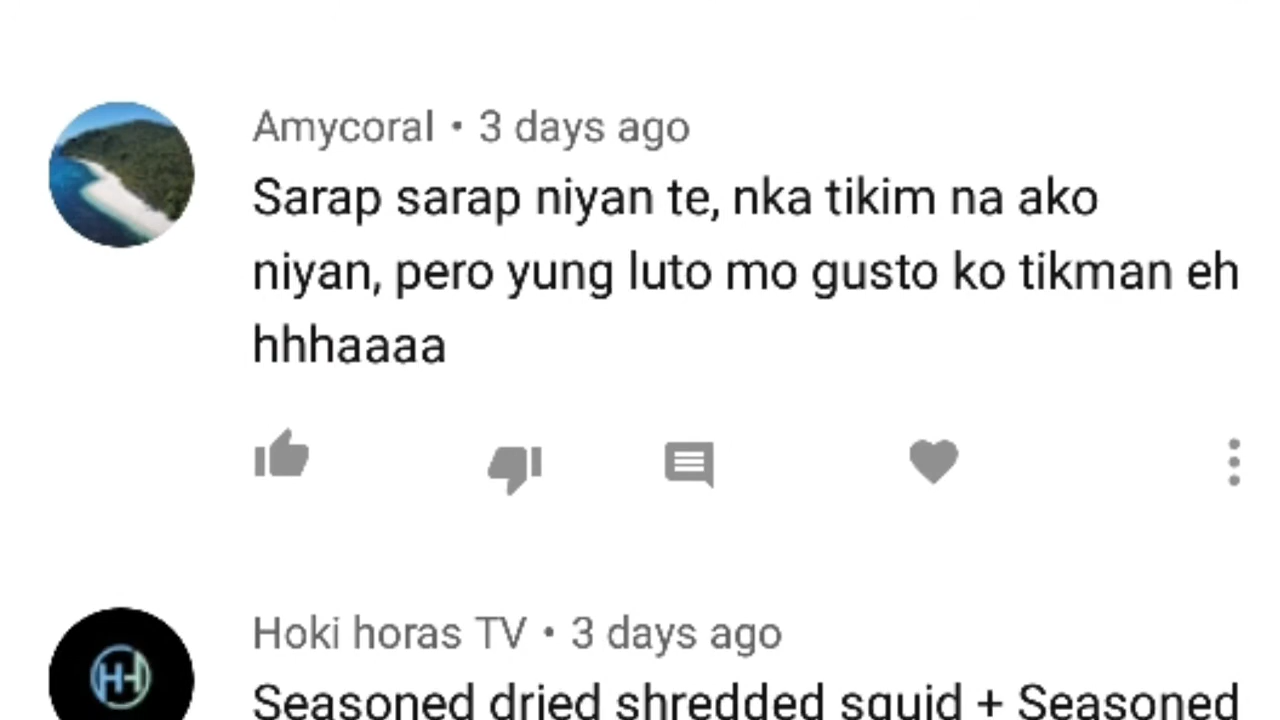 Amycoral • 3 days ago
Sarap sarap niyan te, nka tikim na ako
niyan, pero yung luto mo gusto ko tikman eh
hhhaaaa
Hoki horas TV • 3 days ago
Seasoned dried shredded squid + Seasoned